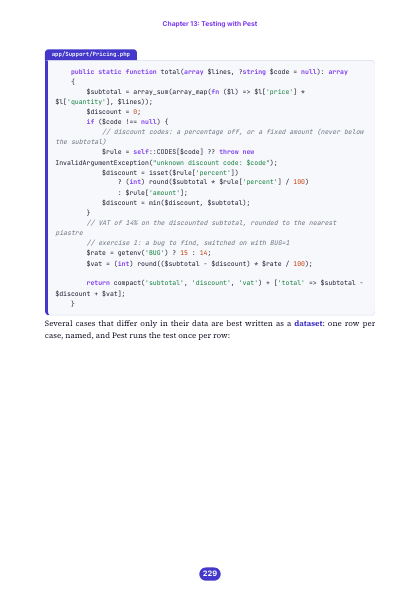 Chapter 13: Testing with Pest
app/Support/Pricing.php
public static function total(array $lines, ?string $code = null): array
{
$subtotal = array_sum(array_map(fn ($l) => $l['price'] *
$l['quantity'], $lines));
$discount = 0;
if ($code !== null) {
// discount codes: a percentage off, or a fixed amount (never below
the subtotal)
$rule = self::CODES[$code] ?? throw new
InvalidArgumentException("unknown discount code: $code");
$discount = isset($rule['percent'])
? (int) round($subtotal * $rule['percent'] / 100)
: $rule['amount'];
$discount = min($discount, $subtotal);
}
// VAT of 14% on the discounted subtotal, rounded to the nearest
piastre
// exercise 1: a bug to find, switched on with BUG=1
$rate = getenv('BUG') ? 15 : 14;
$vat = (int) round(($subtotal - $discount) * $rate / 100);
return compact('subtotal', 'discount', 'vat') + ['total' => $subtotal -
$discount + $vat];
}
Several cases that differ only in their data are best written as a dataset: one row per
case, named, and Pest runs the test once per row:
229